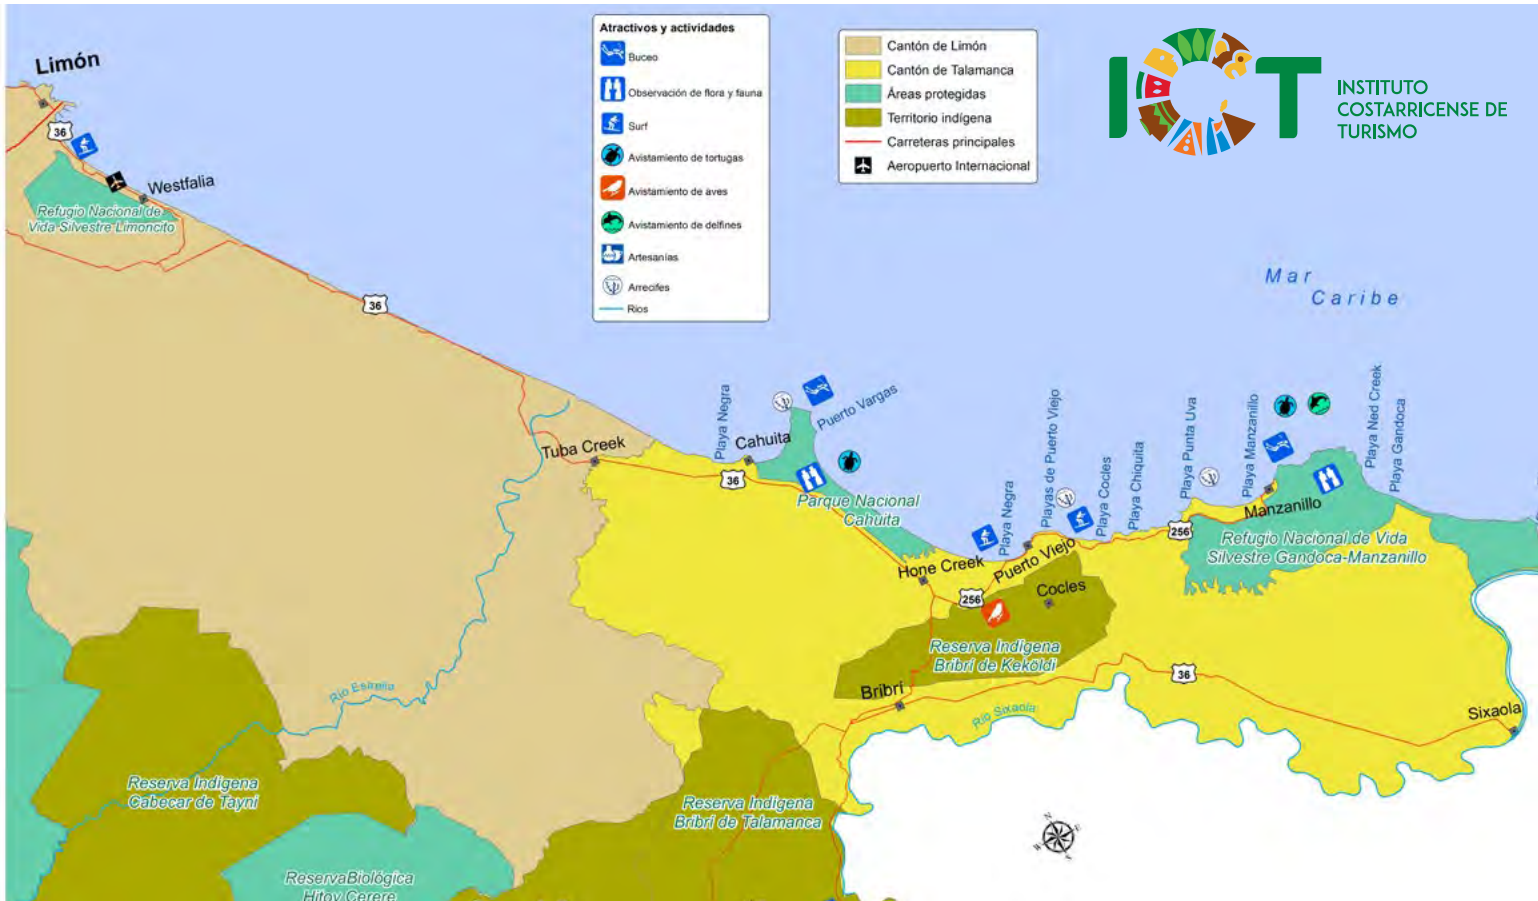 Limón
36
Westfalia
Refugio Nacional de
Vida Silvestre Limoncito
36
Atractivos y actividades
Buceo
Observación de flora y fauna
Surf
Avistamiento de tortugas
Avistamiento de aves
Avistamiento de delfines
Artesanías
Arrecifes
Ríos
Cantón de Limón
Cantón de Talamanca
Áreas protegidas
Territorio indígena
Carreteras principales
Aeropuerto Internacional
ICT
INSTITUTO
COSTARRICENSE DE
TURISMO
Mar
Caribe
Tuba Creek
Playa Negra
Cahuita
Puerto Vargas
36
Parque Nacional
Cahuita
Hone Creek
Playa Negra
Playas de Puerto Viejo
Playa Cocles
Playa Chiquita
Playa Punta Uva
Playa Manzanillo
Playa Ned Creek
Playa Gandoca
Puerto Viejo
256
Manzanillo
Refugio Nacional de Vida
Silvestre Gandoca-Manzanillo
256
Cocles
Reserva Indígena
Bribrí de Keköldi
Bribrí
36
Río Sixaola
Sixaola
Río Estrella
Reserva Indígena
Cabecar de Tayni
Reserva Indígena
Bribri de Talamanca
ReservaBiológica
Hitoy Cerere
N
E
S
W